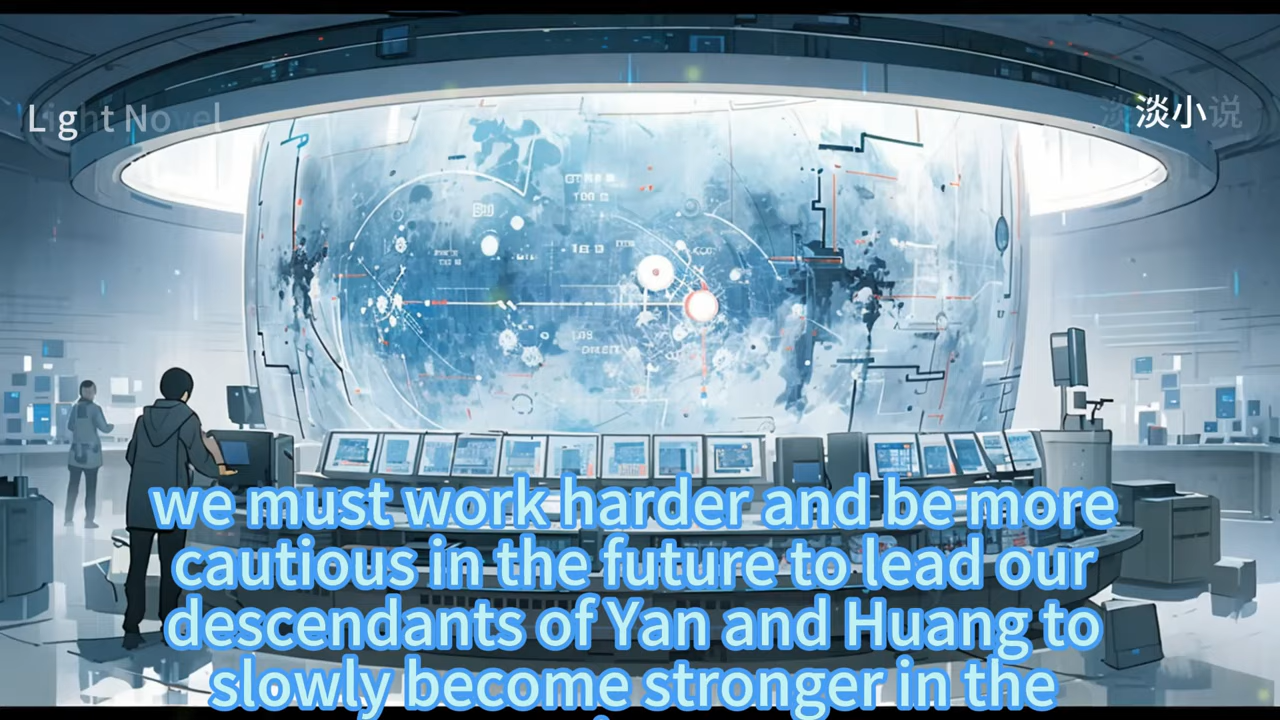 Light Novel
淡淡小说
we must work harder and be more
cautious in the future to lead our
descendants of Yan and Huang to
slowly become stronger in the